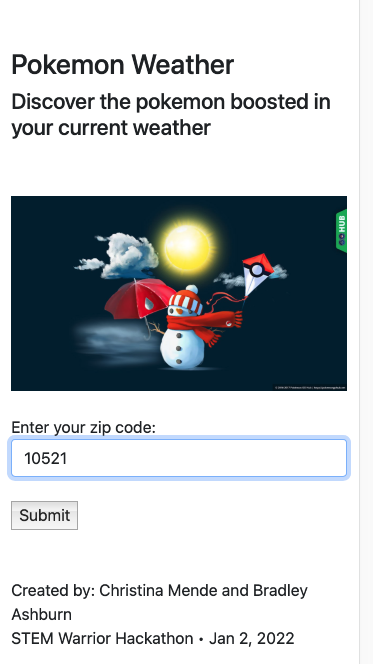 Pokemon Weather
Discover the pokemon boosted in
your current weather
HUB
Enter your zip code:
10521
Submit
Created by: Christina Mende and Bradley
Ashburn
STEM Warrior Hackathon • Jan 2, 2022